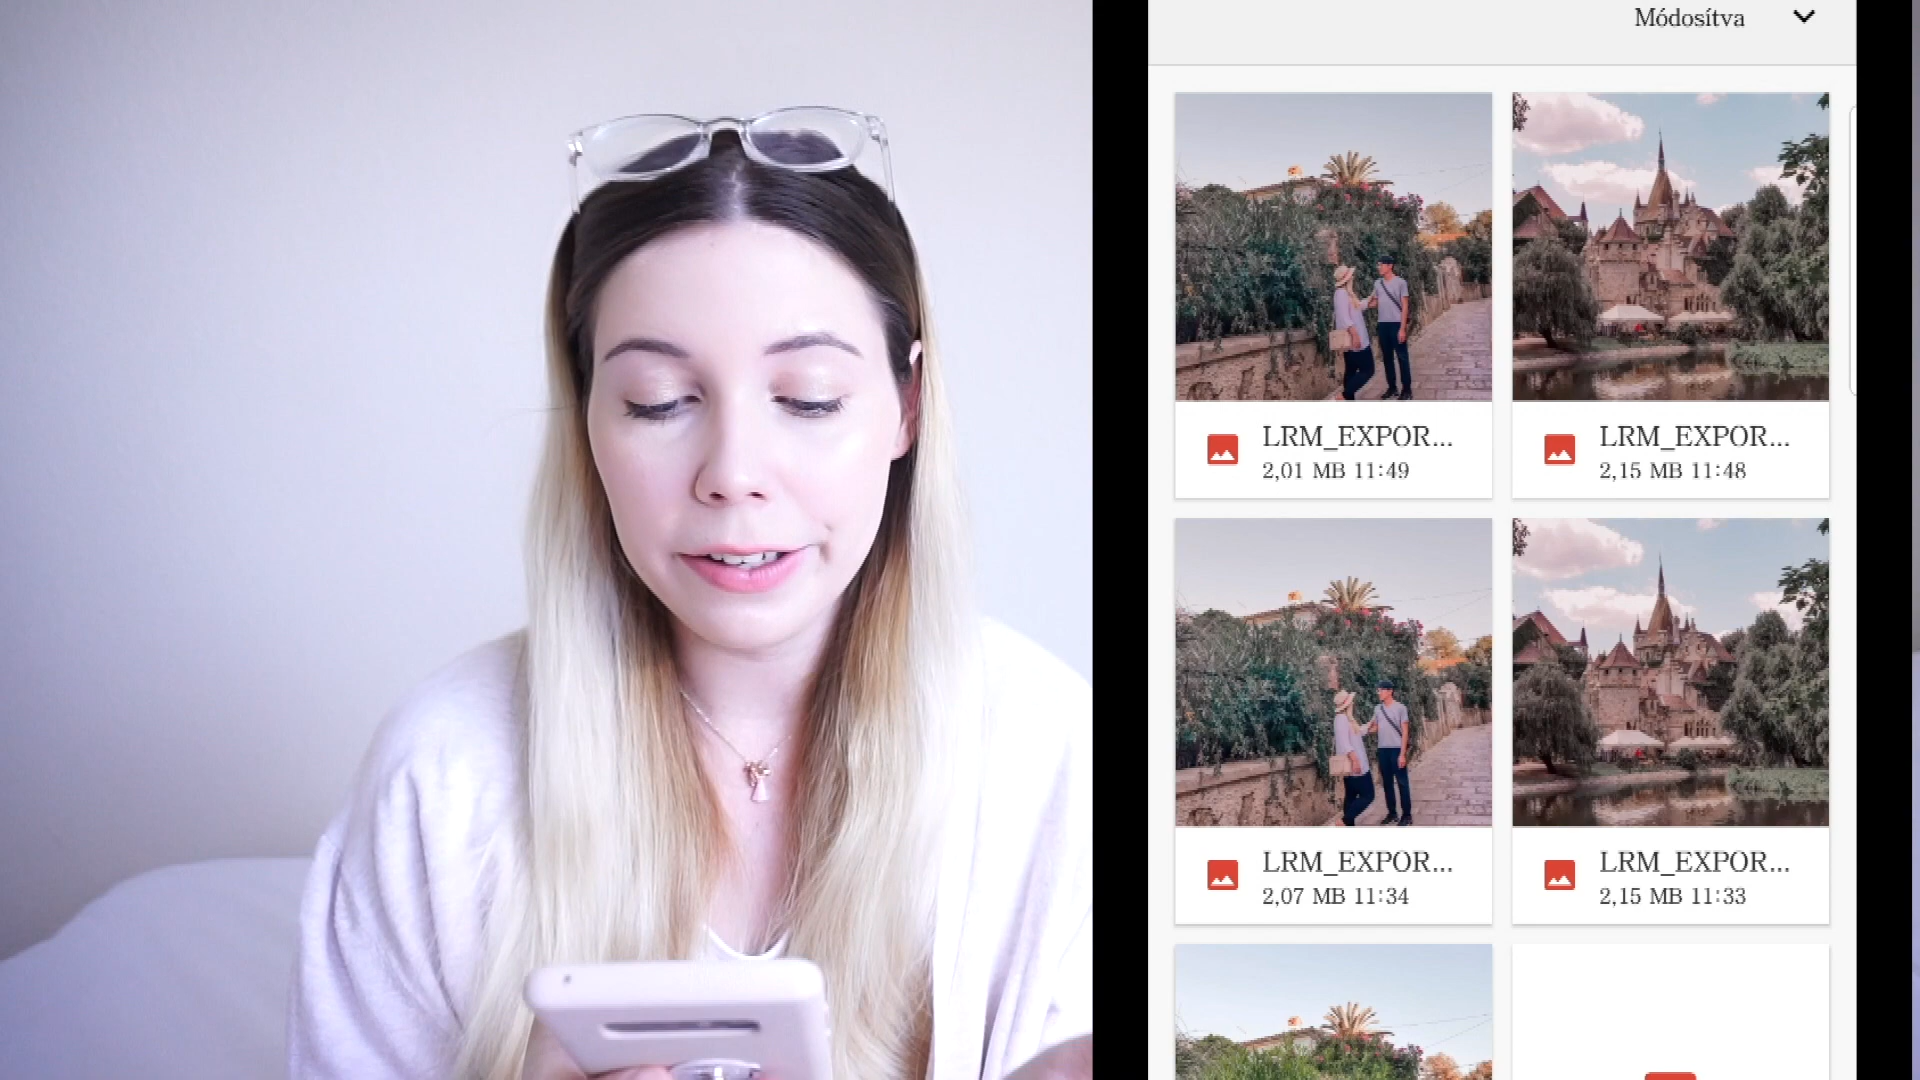 Módosítva
LRM_EXPOR...
2,01 MB 11:49
LRM_EXPOR...
2,15 MB 11:48
LRM_EXPOR...
2,07 MB 11:34
LRM_EXPOR...
2,15 MB 11:33